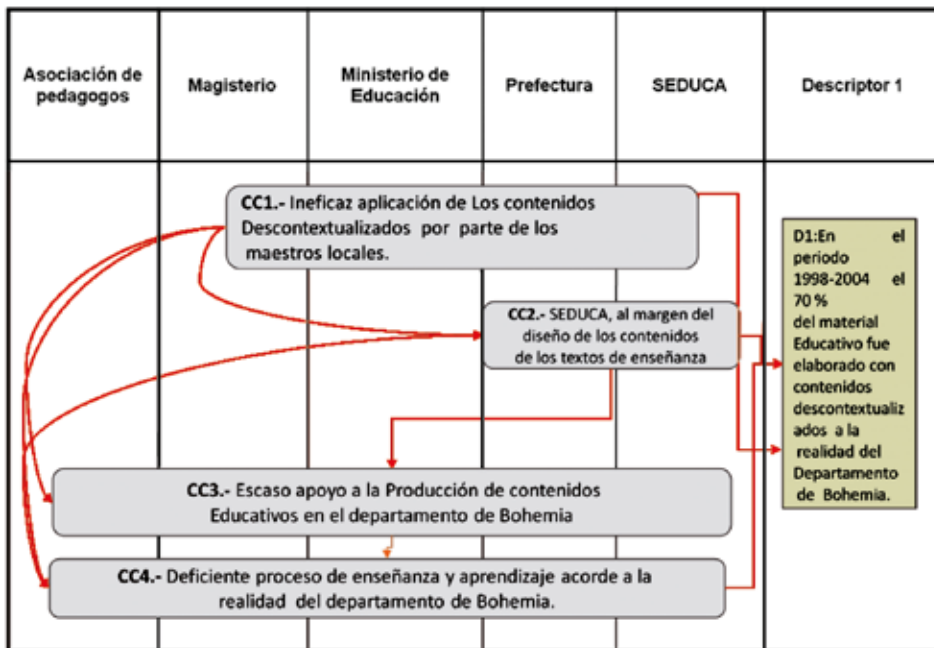 Asociación de
pedagogos
Magisterio
Ministerio de
Educación
Prefectura
SEDUCA
Descriptor 1
CC1.- Ineficaz aplicación de Los contenidos
Descontextualizados por parte de los
maestros locales.
CC2.- SEDUCA, al margen del
diseño de los contenidos
de los textos de enseñanza
CC3.- Escaso apoyo a la Producción de contenidos
Educativos en el departamento de Bohemia
CC4.- Deficiente proceso de enseñanza y aprendizaje acorde a la
realidad del departamento de Bohemia.
D1:En el
periodo
1998-2004 el
70 %
del material
Educativo fue
elaborado con
contenidos
descontextualiz
ados a la
realidad del
Departamento
de Bohemia.